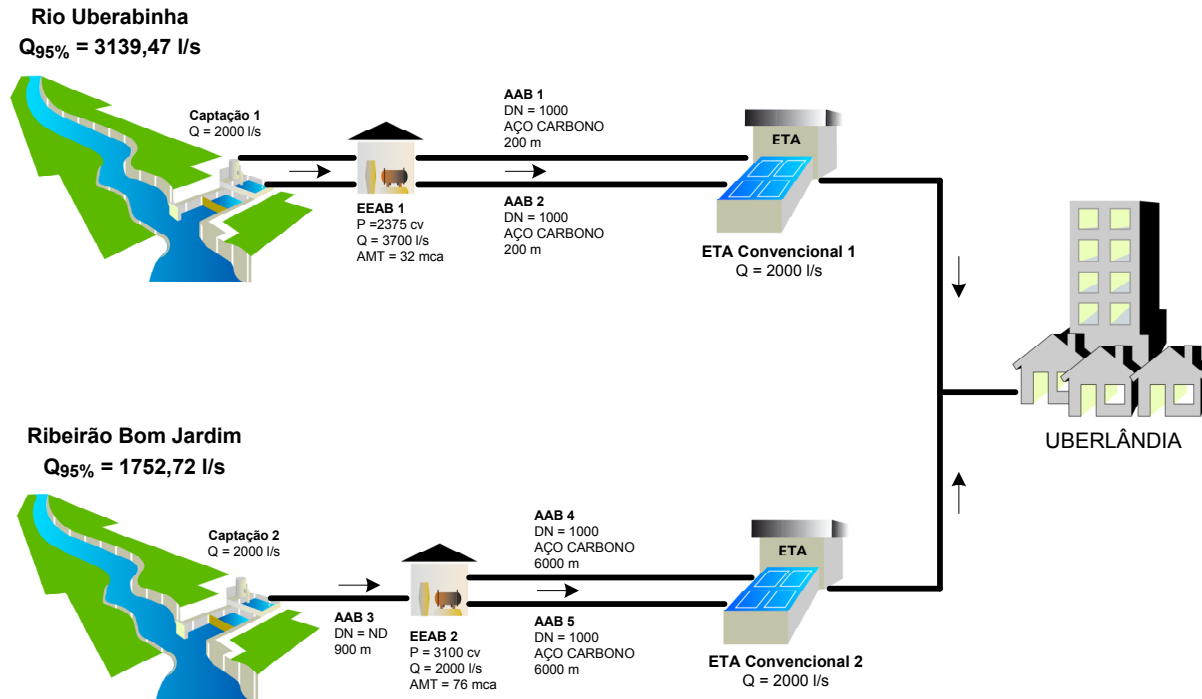 Rio Uberabinha
Q95% = 3139,47 l/s
Captação 1
Q = 2000 l/s
EEAB 1
P =2375 cv
Q = 3700 l/s
AMT = 32 mca
AAB 1
DN = 1000
AÇO CARBONO
200 m
AAB 2
DN = 1000
AÇO CARBONO
200 m
ETA
ETA Convencional 1
Q = 2000 l/s
UBERLÂNDIA
Ribeirão Bom Jardim
Q95% = 1752,72 l/s
Captação 2
Q = 2000 l/s
AAB 3
DN = ND
900 m
EEAB 2
P = 3100 cv
Q = 2000 l/s
AMT = 76 mca
AAB 4
DN = 1000
AÇO CARBONO
6000 m
AAB 5
DN = 1000
AÇO CARBONO
6000 m
ETA
ETA Convencional 2
Q = 2000 l/s